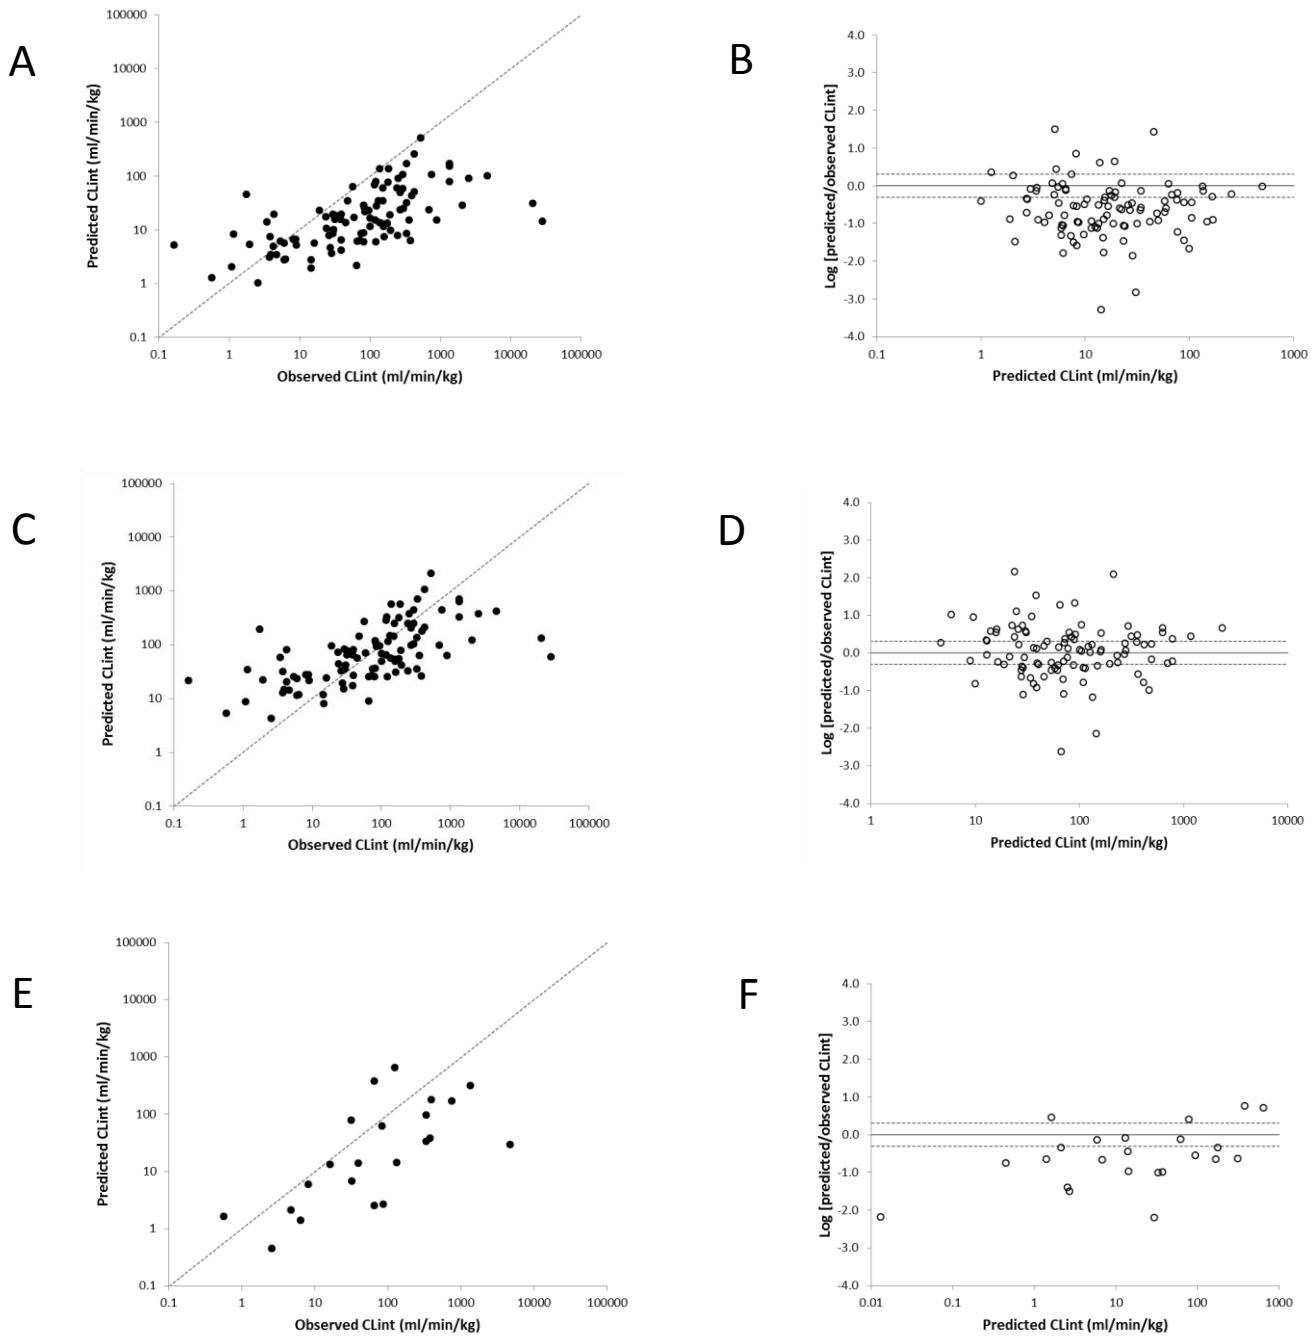 A
100000
10000
1000
100
10
1
0.1
Predicted CLint (ml/min/kg)
0.1 1 10 100 1000 10000 100000
Observed CLint (ml/min/kg)
B
4.0
3.0
2.0
1.0
0.0
-1.0
-2.0
-3.0
-4.0
Log [predicted/observed CLint]
0.1 1 10 100 1000
Predicted CLint (ml/min/kg)
C
100000
10000
1000
100
10
1
0.1
Predicted CLint (ml/min/kg)
0.1 1 10 100 1000 10000 100000
Observed CLint (ml/min/kg)
D
4.0
3.0
2.0
1.0
0.0
-1.0
-2.0
-3.0
-4.0
Log [predicted/observed CLint]
1 10 100 1000 10000
Predicted CLint (ml/min/kg)
E
100000
10000
1000
100
10
1
0.1
Predicted CLint (ml/min/kg)
0.1 1 10 100 1000 10000 100000
Observed CLint (ml/min/kg)
F
4.0
3.0
2.0
1.0
0.0
-1.0
-2.0
-3.0
-4.0
Log [predicted/observed CLint]
0.01 0.1 1 10 100 1000
Predicted CLint (ml/min/kg)